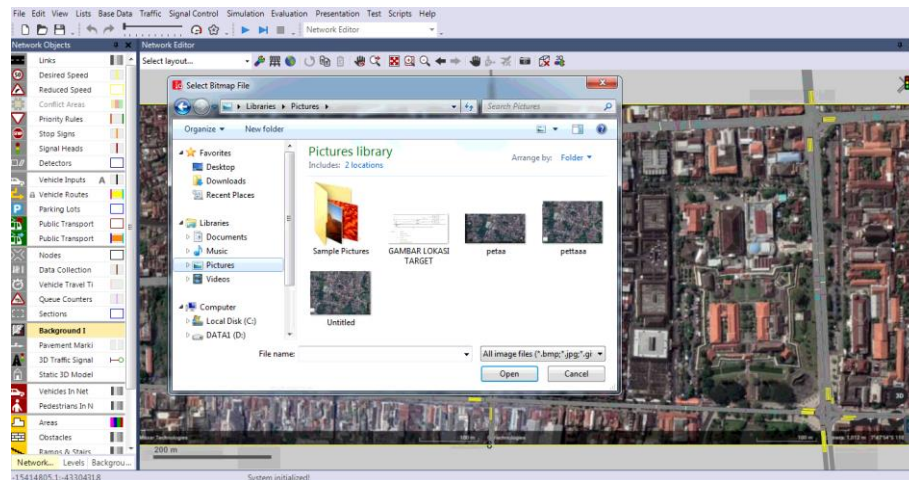 File Edit View Lists Base Data Traffic Signal Control Simulation Evaluation Presentation Test Scripts Help
Network Editor
Network Objects
Network Editor
Select layout...
Links
Desired Speed
Reduced Speed
Conflict Areas
Priority Rules
Stop Signs
Signal Heads
Detectors
Vehicle Inputs A
Vehicle Routes
Parking Lots
Public Transport
Public Transport
Nodes
Data Collection
Vehicle Travel Ti
Queue Counters
Sections
Background I
Pavement Marki
3D Traffic Signal
Static 3D Model
Vehicles In Net
Pedestrians In N
Areas
Obstacles
Ramps & Stairs
Network... Levels Backgrou...
Select Bitmap File
Libraries Pictures
Search Pictures
Organize New folder
Favorites
Desktop
Downloads
Recent Places
Libraries
Documents
Music
Pictures
Videos
Computer
Local Disk (C:)
DATA1 (D:)
Pictures library
Includes: 2 locations
Arrange by: Folder
Sample Pictures
GAMBAR LOKASI
TARGET
petaa
pettaaa
Untitled
File name:
All image files (*.bmp;*.jpg;*.gi
Open Cancel
200 m
-15414805.1:-4330431.8 System initialized!